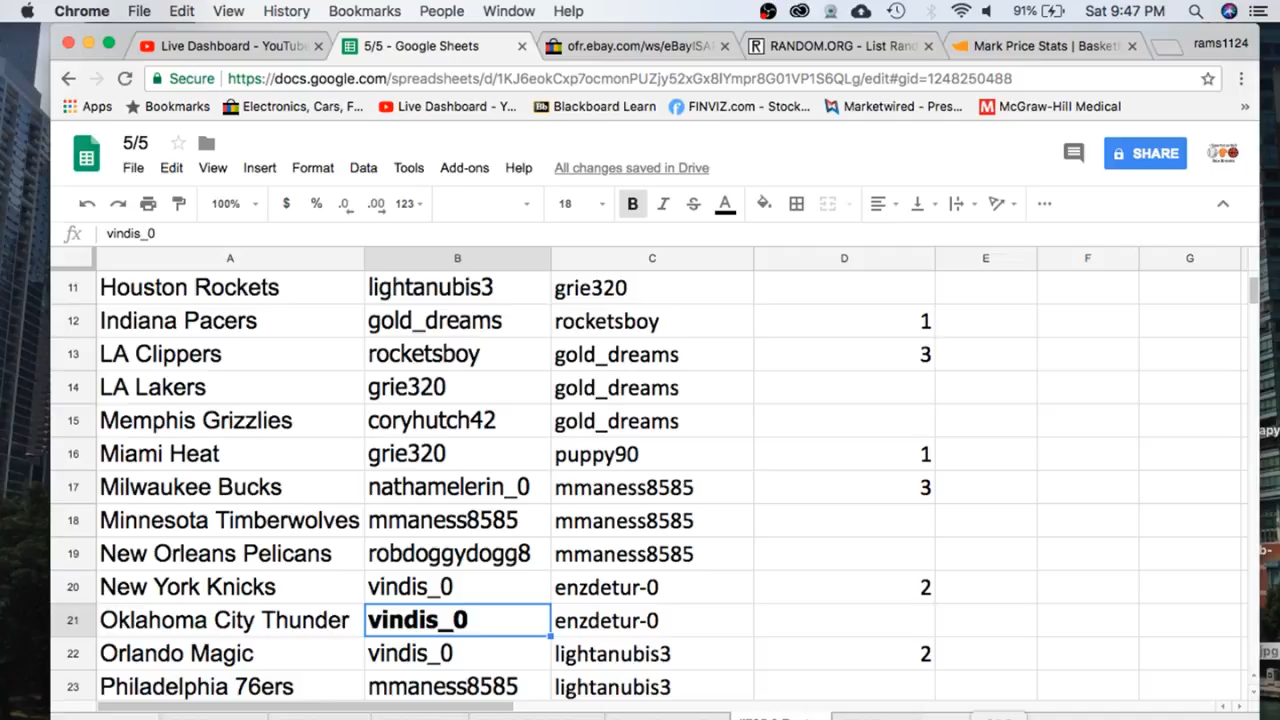 Chrome File Edit View History Bookmarks People Window Help 91% Sat 9:47 PM
Live Dashboard - YouTube 5/5 - Google Sheets ofr.ebay.com/ws/eBayISA RANDOM.ORG - List Ran Mark Price Stats | Basket rams1124
Secure https://docs.google.com/spreadsheets/d/1KJ6eokCxp7ocmonPUZjy52xGx8IYmpr8G01VP1S6QLg/edit#gid=1248250488
Apps Bookmarks Electronics, Cars, F... Live Dashboard - Y... Bb Blackboard Learn FINVIZ.com - Stock... Marketwired - Pres... M McGraw-Hill Medical »
5/5
File Edit View Insert Format Data Tools Add-ons Help All changes saved in Drive
SHARE
100% $ % .0 .00 123 18 B I S A
fx vindis_0
A B C D E F G
11 Houston Rockets lightanubis3 grie320
12 Indiana Pacers gold_dreams rocketsboy 1
13 LA Clippers rocketsboy gold_dreams 3
14 LA Lakers grie320 gold_dreams
15 Memphis Grizzlies coryhutch42 gold_dreams
16 Miami Heat grie320 puppy90 1
17 Milwaukee Bucks nathamelerin_0 mmaness8585 3
18 Minnesota Timberwolves mmaness8585 mmaness8585
19 New Orleans Pelicans robdoggydogg8 mmaness8585
20 New York Knicks vindis_0 enzdetur-0 2
21 Oklahoma City Thunder vindis_0 enzdetur-0
22 Orlando Magic vindis_0 lightanubis3 2
23 Philadelphia 76ers mmaness8585 lightanubis3